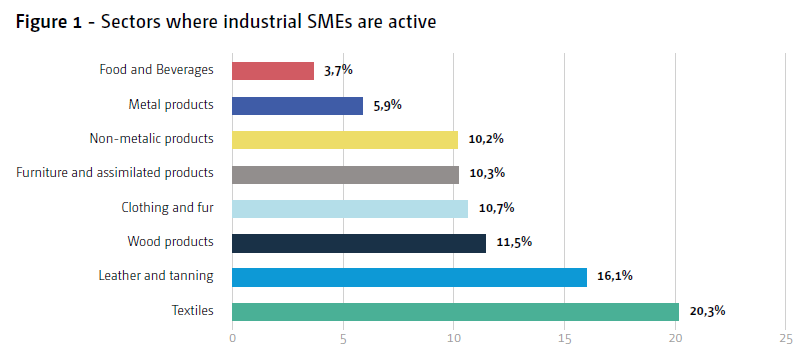 Figure 1 - Sectors where industrial SMEs are active
Food and Beverages 3,7%
Metal products 5,9%
Non-metalic products 10,2%
Furniture and assimilated products 10,3%
Clothing and fur 10,7%
Wood products 11,5%
Leather and tanning 16,1%
Textiles 20,3%
0 5 10 15 20 25